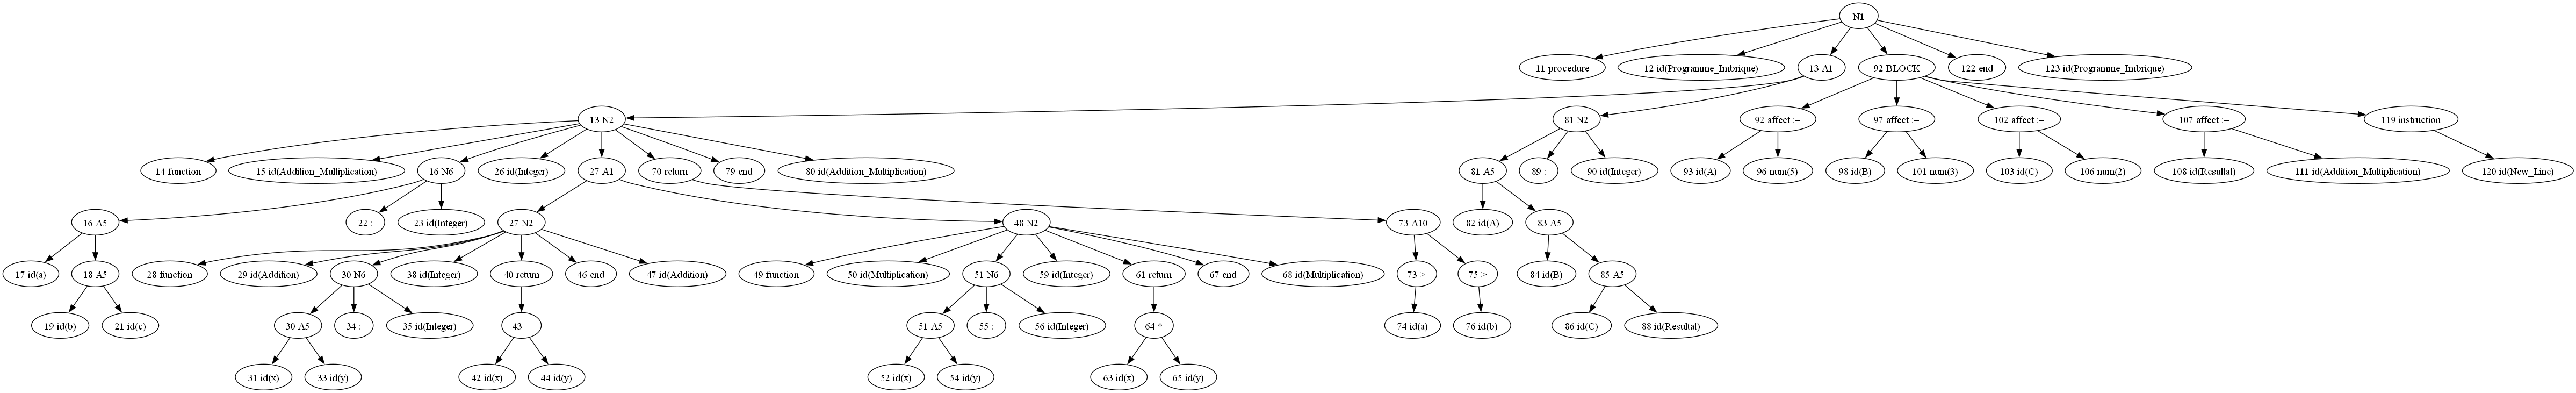 N1
11 procedure
12 id(Programme_Imbrique)
13 A1
92 BLOCK
122 end
123 id(Programme_Imbrique)
13 N2
81 N2
92 affect :=
97 affect :=
102 affect :=
107 affect :=
119 instruction
14 function
15 id(Addition_Multiplication)
16 N6
26 id(Integer)
27 A1
70 return
79 end
80 id(Addition_Multiplication)
81 A5
89 :
90 id(Integer)
93 id(A)
96 num(5)
98 id(B)
101 num(3)
103 id(C)
106 num(2)
108 id(Resultat)
111 id(Addition_Multiplication)
120 id(New_Line)
16 A5
22 :
23 id(Integer)
27 N2
48 N2
73 A10
82 id(A)
83 A5
17 id(a)
18 A5
28 function
29 id(Addition)
30 N6
38 id(Integer)
40 return
46 end
47 id(Addition)
49 function
50 id(Multiplication)
51 N6
59 id(Integer)
61 return
67 end
68 id(Multiplication)
73 >
75 >
84 id(B)
85 A5
19 id(b)
21 id(c)
30 A5
34 :
35 id(Integer)
43 +
51 A5
55 :
56 id(Integer)
64 *
74 id(a)
76 id(b)
86 id(C)
88 id(Resultat)
31 id(x)
33 id(y)
42 id(x)
44 id(y)
52 id(x)
54 id(y)
63 id(x)
65 id(y)